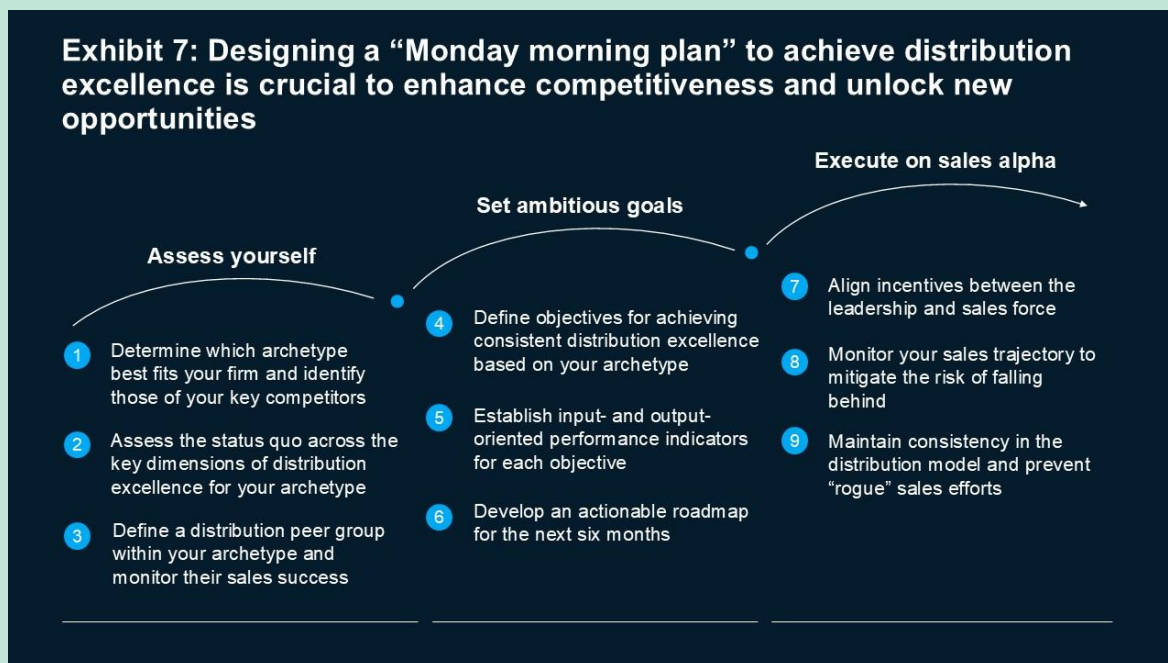 Exhibit 7: Designing a “Monday morning plan” to achieve distribution
excellence is crucial to enhance competitiveness and unlock new
opportunities
Assess yourself
1
Determine which archetype
best fits your firm and identify
those of your key competitors
2
Assess the status quo across the
key dimensions of distribution
excellence for your archetype
3
Define a distribution peer group
within your archetype and
monitor their sales success
Set ambitious goals
4
Define objectives for achieving
consistent distribution excellence
based on your archetype
5
Establish input- and output-
oriented performance indicators
for each objective
6
Develop an actionable roadmap
for the next six months
Execute on sales alpha
7
Align incentives between the
leadership and sales force
8
Monitor your sales trajectory to
mitigate the risk of falling
behind
9
Maintain consistency in the
distribution model and prevent
“rogue” sales efforts